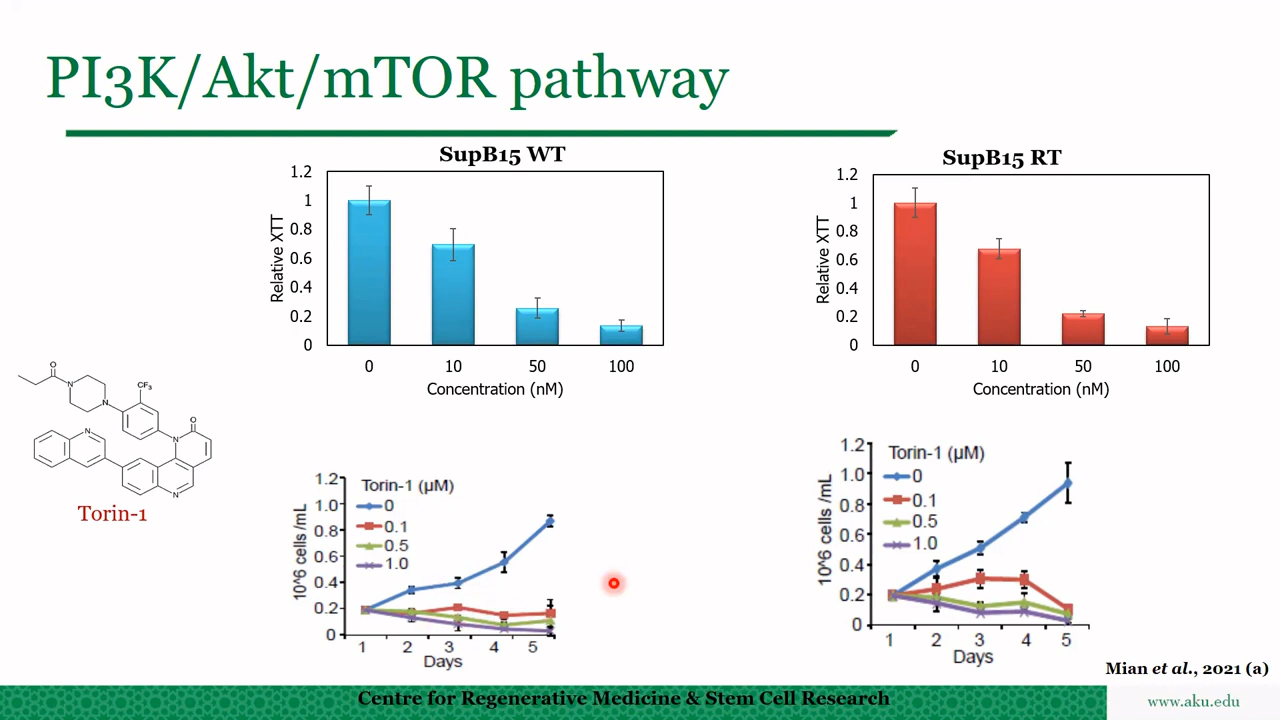 PI3K/Akt/mTOR pathway
SupB15 WT
1.2
1
0.8
0.6
0.4
0.2
0
Relative XTT
0 10 50 100
Concentration (nM)
SupB15 RT
1.2
1
0.8
0.6
0.4
0.2
0
Relative XTT
0 10 50 100
Concentration (nM)
O
N
CF₃
N
O
N
N
N
Torin-1
1.2
1.0
0.8
0.6
0.4
0.2
0
10^6 cells /mL
Torin-1 (µM)
0
0.1
0.5
1.0
1 2 3 4 5
Days
1.2
1.0
0.8
0.6
0.4
0.2
0
10^6 cells /mL
Torin-1 (µM)
0
0.1
0.5
1.0
1 2 3 4 5
Days
Mian et al., 2021 (a)
Centre for Regenerative Medicine & Stem Cell Research
www.aku.edu